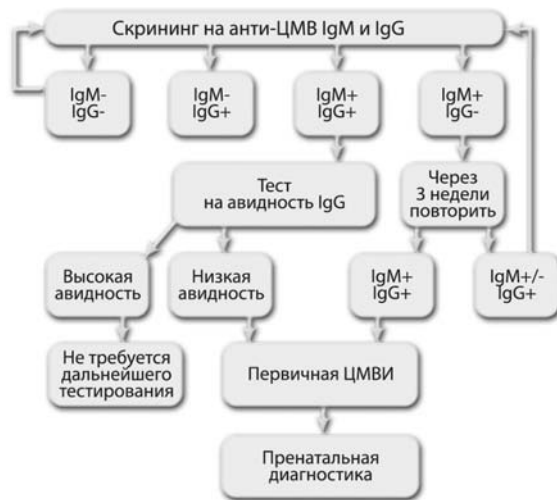 Скрининг на анти-ЦМВ IgM и IgG
IgM-
IgG-
IgM-
IgG+
IgM+
IgG+
IgM+
IgG-
Тест
на авидность IgG
Через
3 недели
повторить
Высокая
авидность
Низкая
авидность
IgM+
IgG+
IgM+/-
IgG+
Не требуется
дальнейшего
тестирования
Первичная ЦМВИ
Пренатальная
диагностика